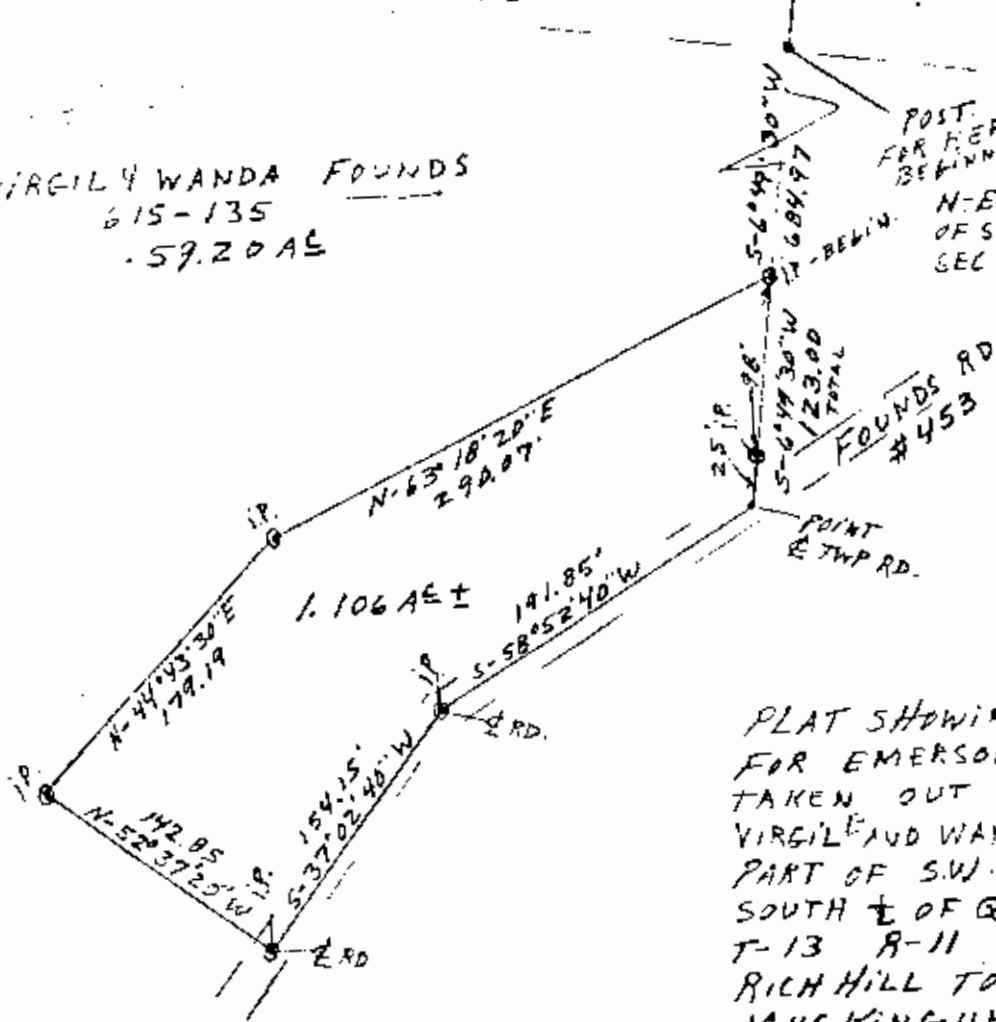 VIRGIL & WANDA FOUNDS
615-135
59.20 AC
S-6°49'30"W
684.97
POST.
FOR
N-E
OF S
SEC
I.P. - BEGIN.
98'
25'
I.P.
S-6°49'30"W
123.00
TOTAL
FOUNDS RD
#453
POINT
℄ TWP RD.
N-63°18'20"E
290.07'
I.P.
1.106 AC ±
191.85'
S-58°52'40"W
N-44°43'30"E
179.19
I.P.
℄ RD.
I.P.
142.85
N-52°37'20"W
154.15'
S-37°02'40"W
I.P.
℄ RD
PLAT SHOWI
FOR EMERSO
TAKEN OUT
VIRGIL E AND WA
PART OF S.W.
SOUTH ½ OF Q
T-13 R-11
RICH HILL TO